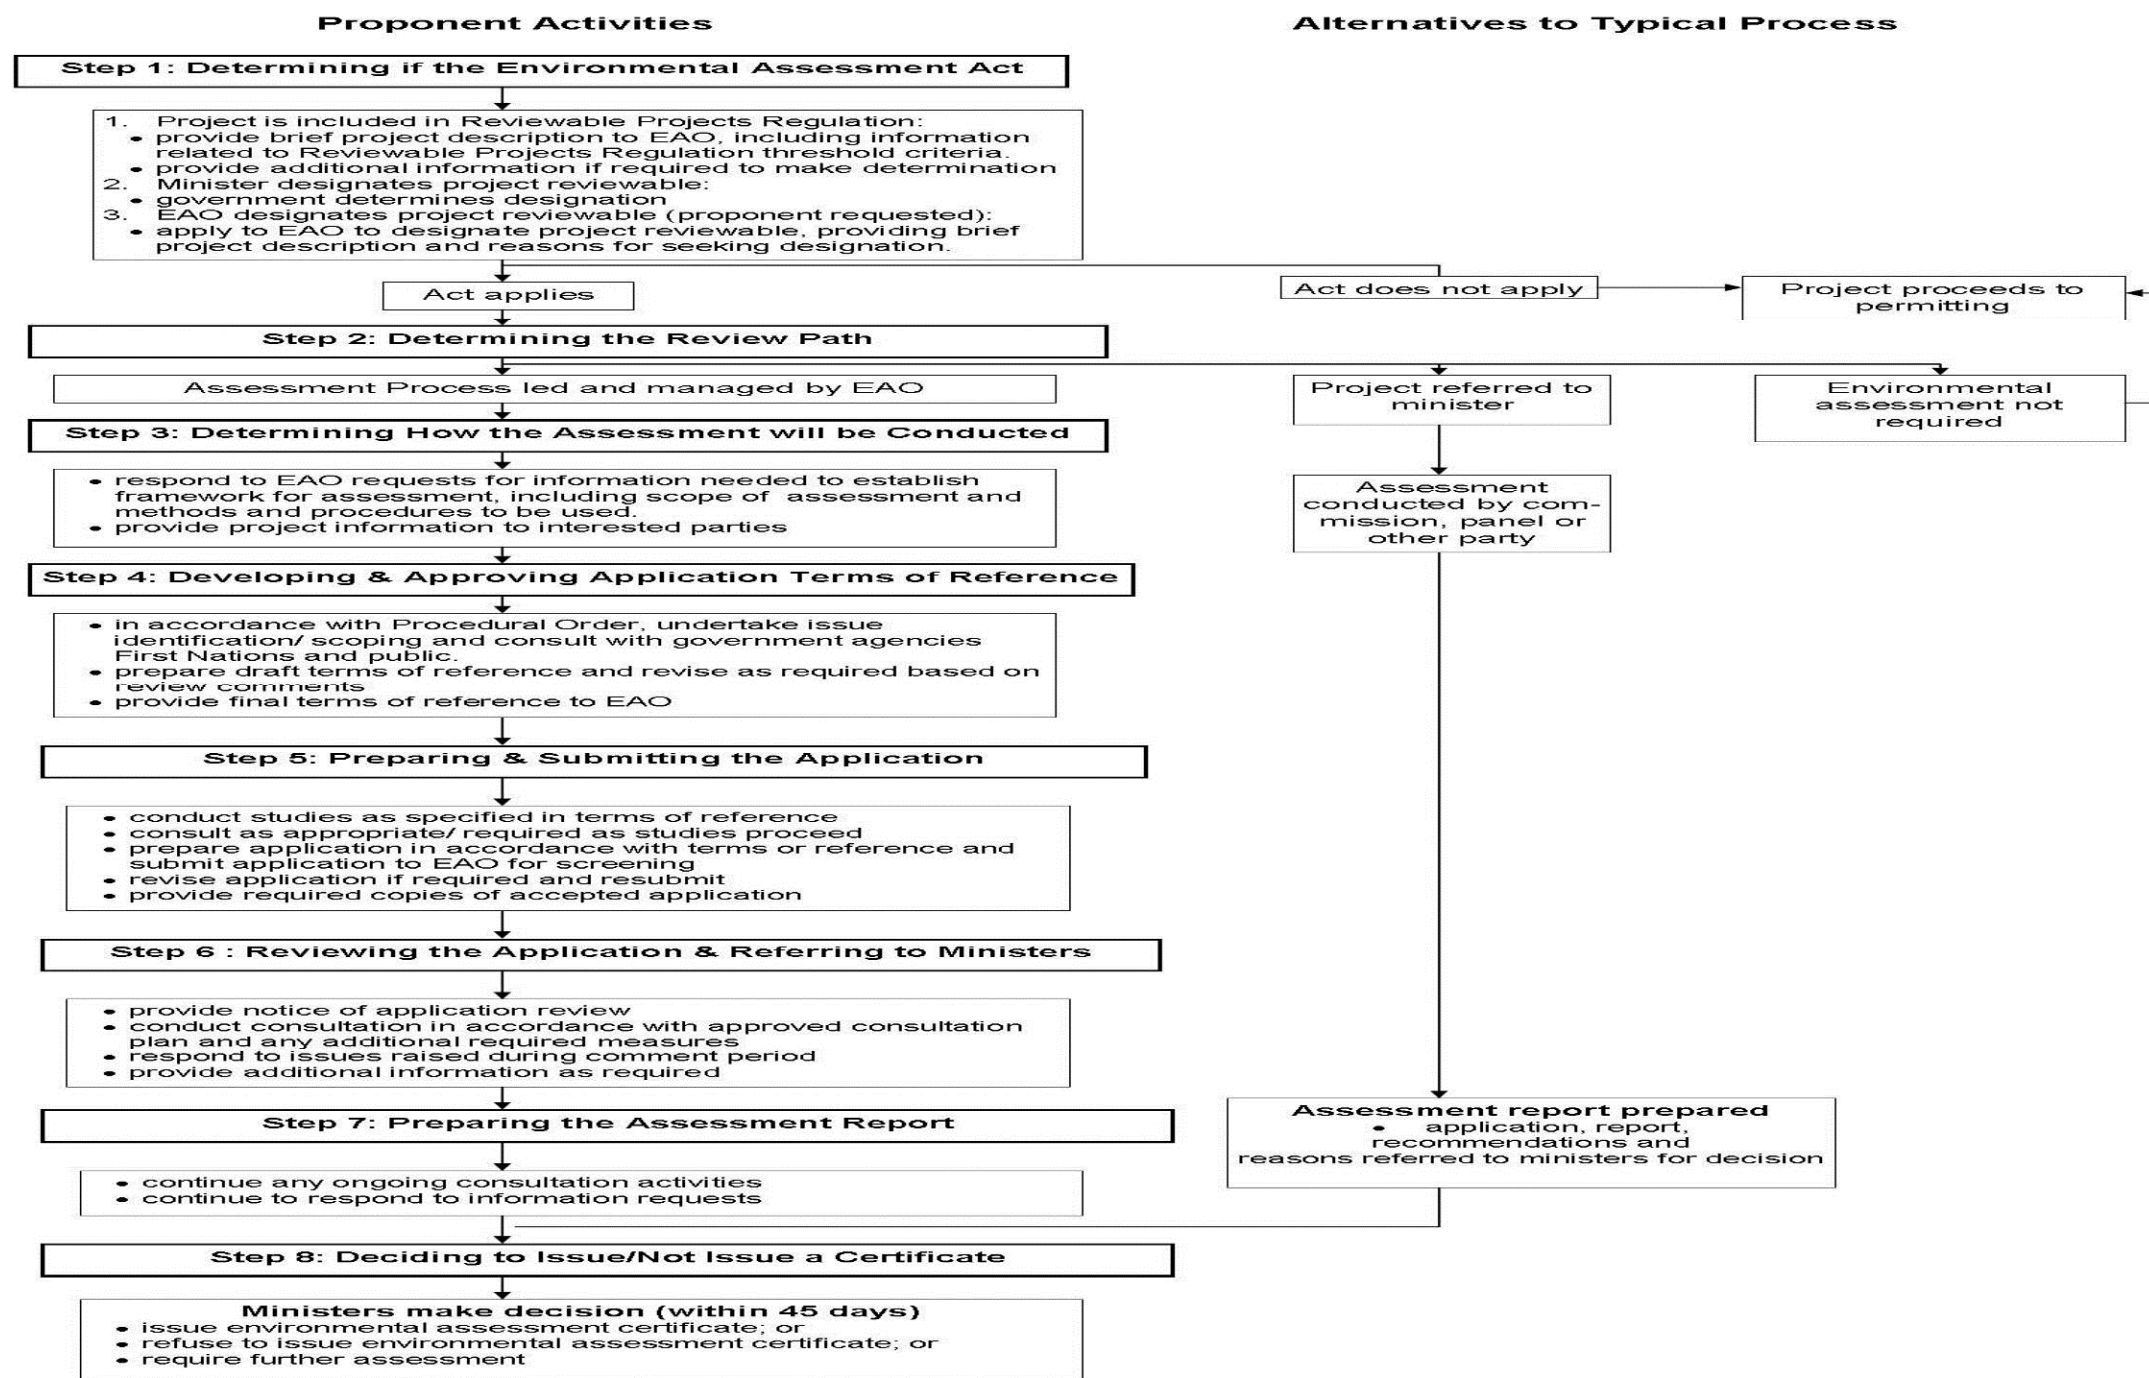 Proponent Activities
Alternatives to Typical Process
Step 1: Determining if the Environmental Assessment Act
1. Project is included in Reviewable Projects Regulation:
• provide brief project description to EAO, including information
related to Reviewable Projects Regulation threshold criteria.
• provide additional information if required to make determination
2. Minister designates project reviewable:
• government determines designation
3. EAO designates project reviewable (proponent requested):
• apply to EAO to designate project reviewable, providing brief
project description and reasons for seeking designation.
Act applies
Act does not apply
Project proceeds to
permitting
Step 2: Determining the Review Path
Assessment Process led and managed by EAO
Project referred to
minister
Environmental
assessment not
required
Step 3: Determining How the Assessment will be Conducted
• respond to EAO requests for information needed to establish
framework for assessment, including scope of assessment and
methods and procedures to be used.
• provide project information to interested parties
Assessment
conducted by com-
mission, panel or
other party
Step 4: Developing & Approving Application Terms of Reference
• in accordance with Procedural Order, undertake issue
identification/ scoping and consult with government agencies
First Nations and public.
• prepare draft terms of reference and revise as required based on
review comments
• provide final terms of reference to EAO
Step 5: Preparing & Submitting the Application
• conduct studies as specified in terms of reference
• consult as appropriate/ required as studies proceed
• prepare application in accordance with terms or reference and
submit application to EAO for screening
• revise application if required and resubmit
• provide required copies of accepted application
Step 6 : Reviewing the Application & Referring to Ministers
• provide notice of application review
• conduct consultation in accordance with approved consultation
plan and any additional required measures
• respond to issues raised during comment period
• provide additional information as required
Step 7: Preparing the Assessment Report
• continue any ongoing consultation activities
• continue to respond to information requests
Assessment report prepared
• application, report,
recommendations and
reasons referred to ministers for decision
Step 8: Deciding to Issue/Not Issue a Certificate
Ministers make decision (within 45 days)
• issue environmental assessment certificate; or
• refuse to issue environmental assessment certificate; or
• require further assessment